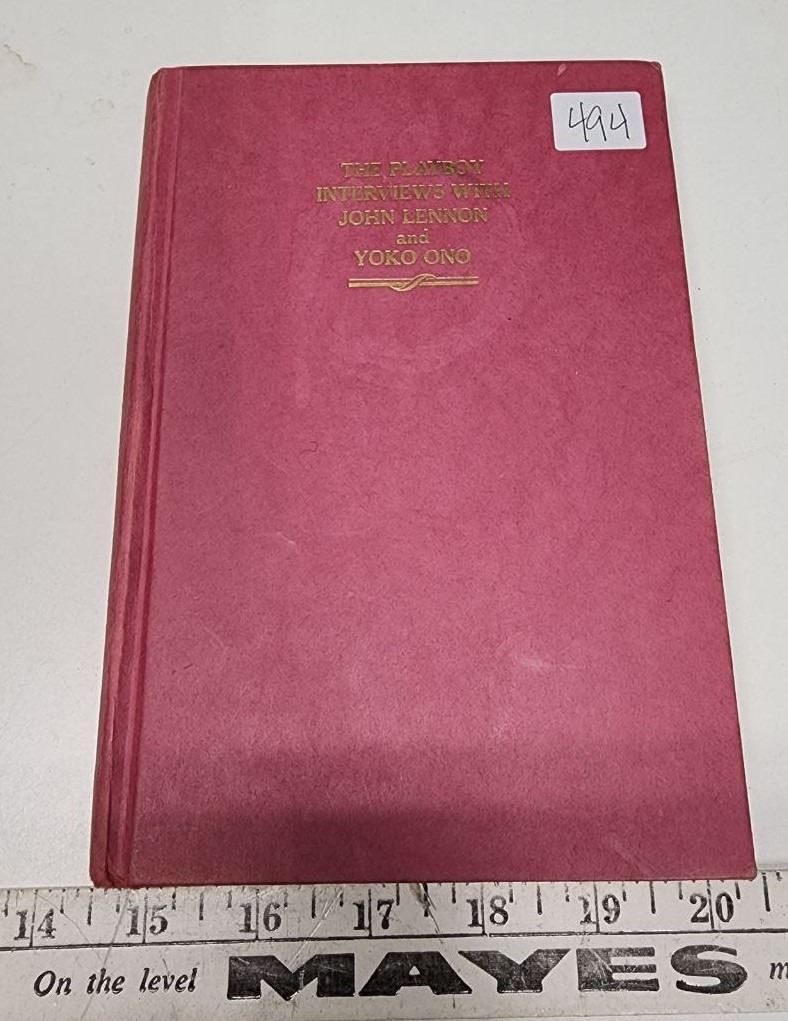 494
THE PLAYBOY
INTERVIEWS WITH
JOHN LENNON
and
YOKO ONO
14 15 16 17 18 19 20
On the level MAYES